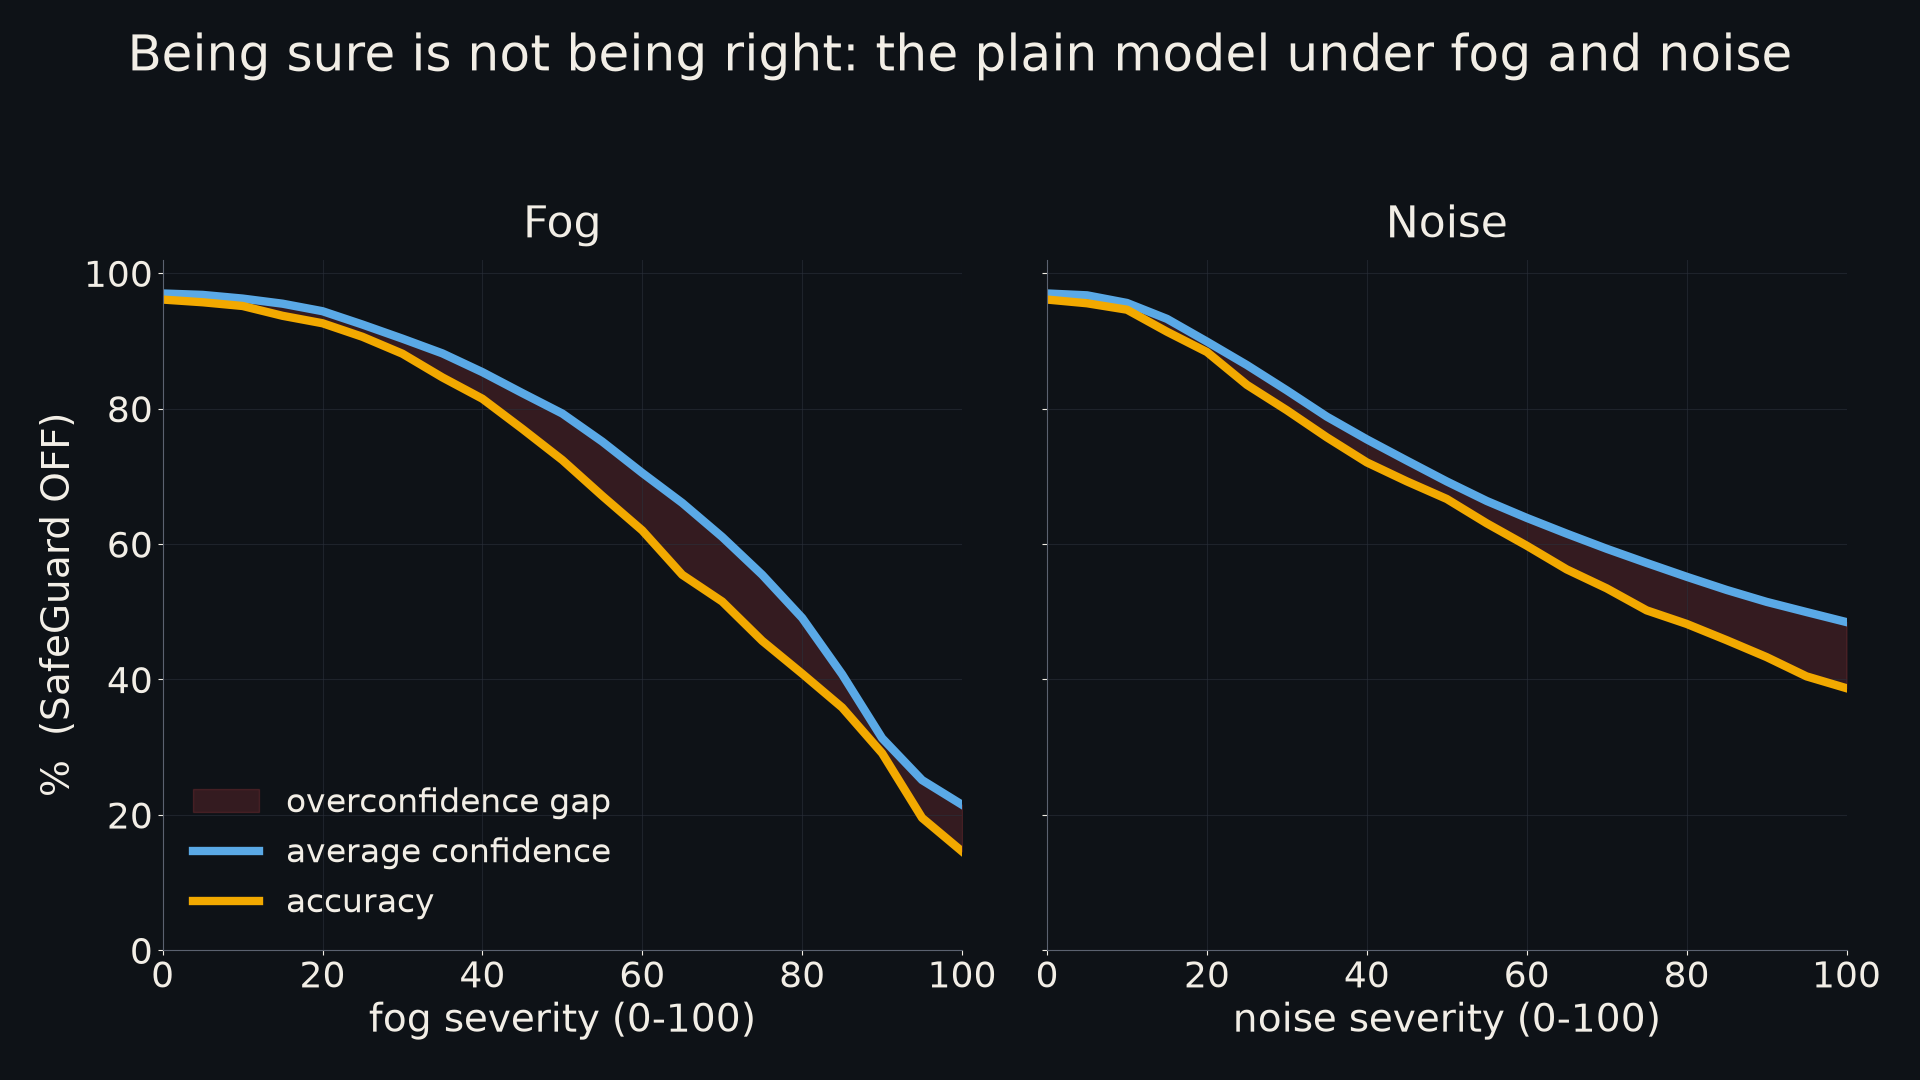 Being sure is not being right: the plain model under fog and noise
Fog
Noise
% (SafeGuard OFF)
100
80
60
40
20
0
overconfidence gap
average confidence
accuracy
0 20 40 60 80 100
0 20 40 60 80 100
fog severity (0-100)
noise severity (0-100)